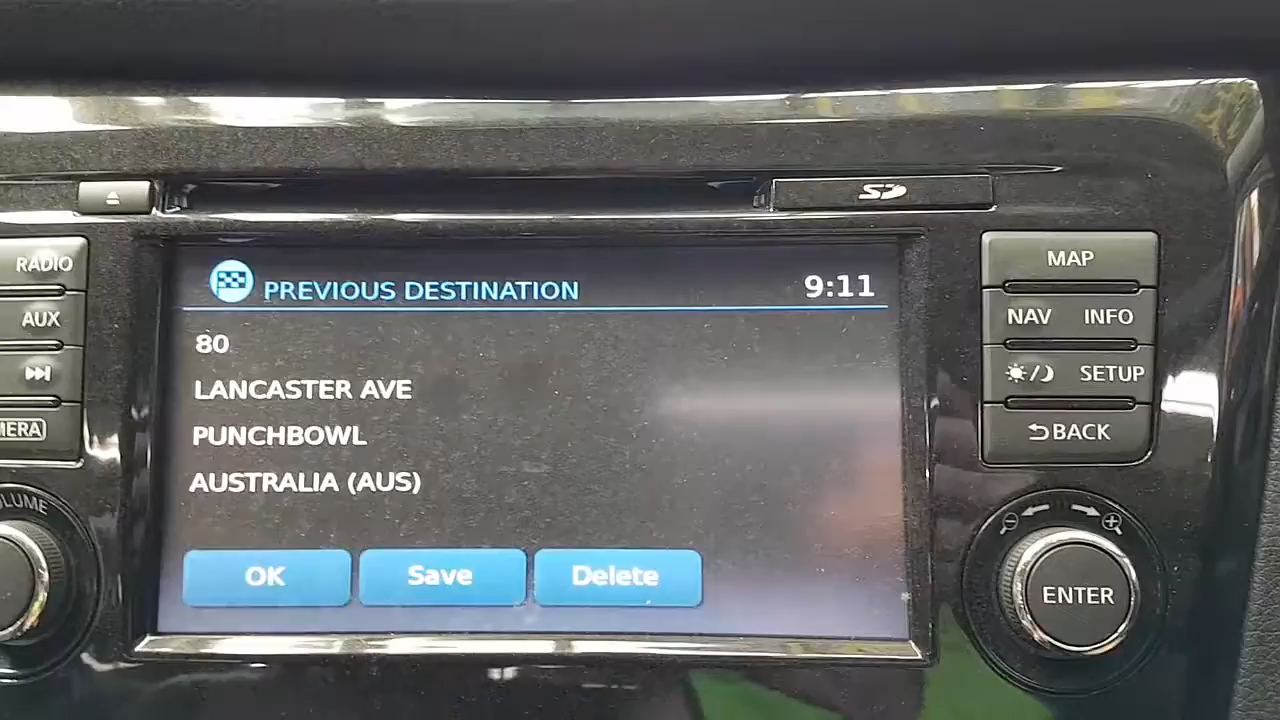 SD
RADIO
AUX
MERA
VOLUME
PREVIOUS DESTINATION 9:11
80
LANCASTER AVE
PUNCHBOWL
AUSTRALIA (AUS)
OK Save Delete
MAP
NAV INFO
SETUP
BACK
ENTER